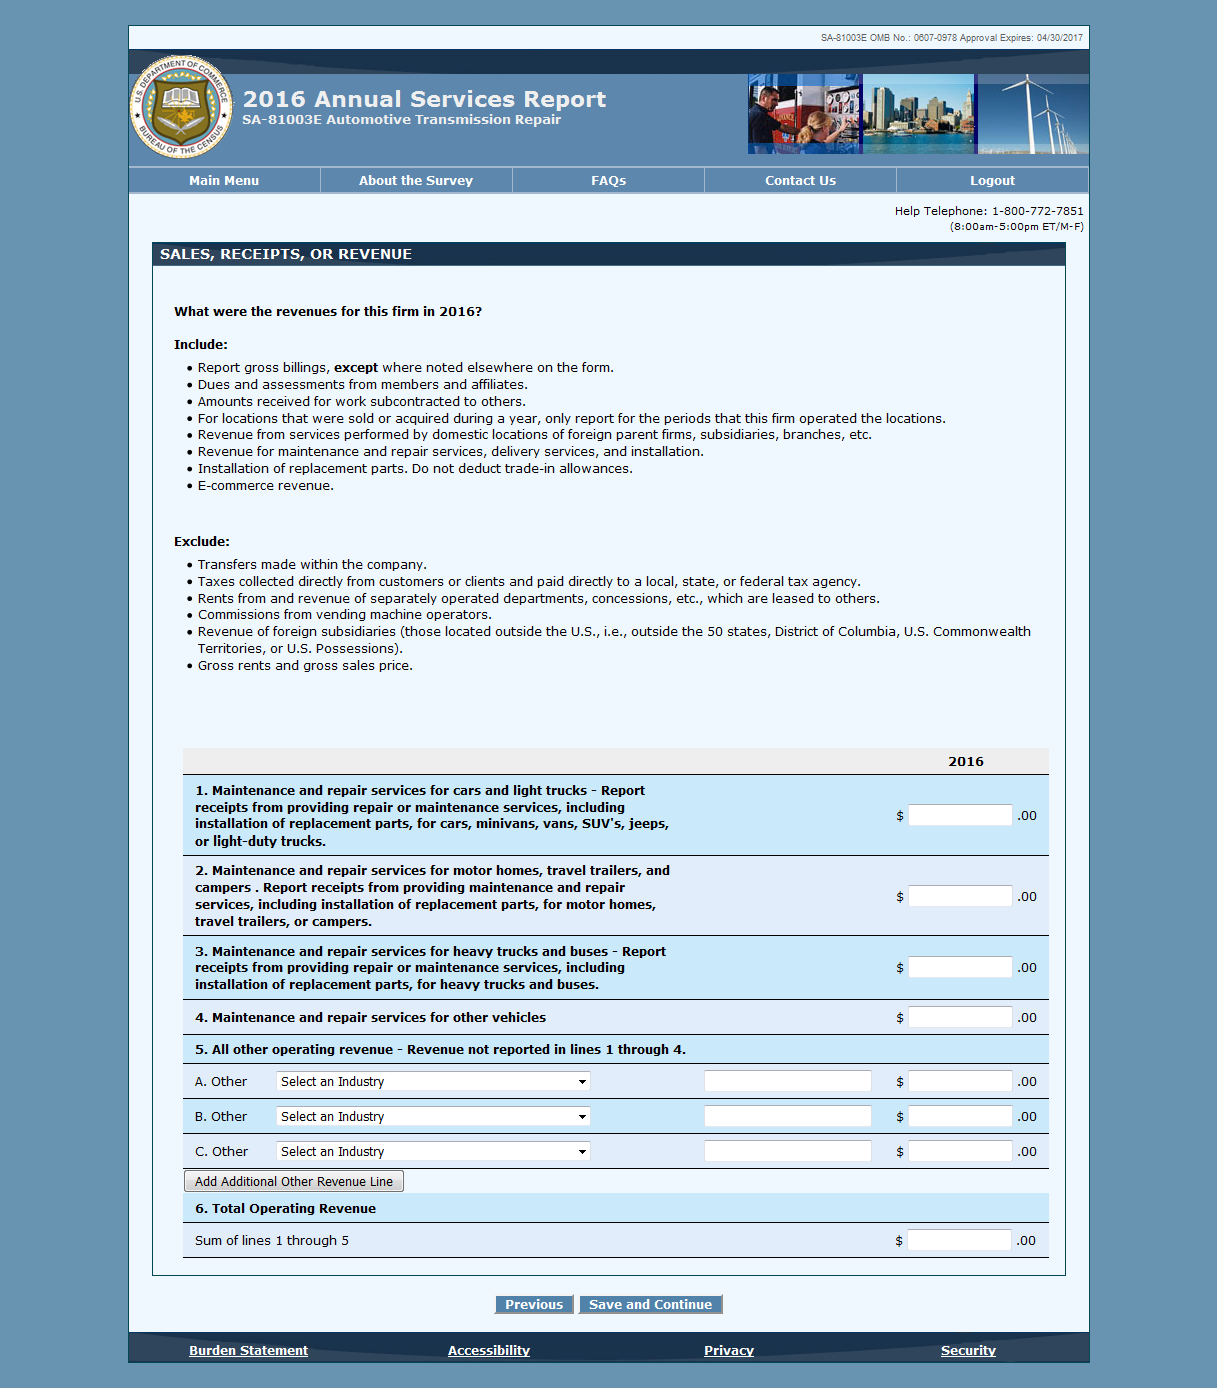 SA-81003E OMB No.: 0607-0978 Approval Expires: 04/30/2017
U.S. DEPARTMENT OF COMMERCE
BUREAU OF THE CENSUS
2016 Annual Services Report
SA-81003E Automotive Transmission Repair
Main Menu About the Survey FAQs Contact Us Logout
Help Telephone: 1-800-772-7851
(8:00am-5:00pm ET/M-F)
SALES, RECEIPTS, OR REVENUE
What were the revenues for this firm in 2016?
Include:
• Report gross billings, except where noted elsewhere on the form.
• Dues and assessments from members and affiliates.
• Amounts received for work subcontracted to others.
• For locations that were sold or acquired during a year, only report for the periods that this firm operated the locations.
• Revenue from services performed by domestic locations of foreign parent firms, subsidiaries, branches, etc.
• Revenue for maintenance and repair services, delivery services, and installation.
• Installation of replacement parts. Do not deduct trade-in allowances.
• E-commerce revenue.
Exclude:
• Transfers made within the company.
• Taxes collected directly from customers or clients and paid directly to a local, state, or federal tax agency.
• Rents from and revenue of separately operated departments, concessions, etc., which are leased to others.
• Commissions from vending machine operators.
• Revenue of foreign subsidiaries (those located outside the U.S., i.e., outside the 50 states, District of Columbia, U.S. Commonwealth
Territories, or U.S. Possessions).
• Gross rents and gross sales price.
2016
1. Maintenance and repair services for cars and light trucks - Report
receipts from providing repair or maintenance services, including
installation of replacement parts, for cars, minivans, vans, SUV's, jeeps,
or light-duty trucks.
$ .00
2. Maintenance and repair services for motor homes, travel trailers, and
campers . Report receipts from providing maintenance and repair
services, including installation of replacement parts, for motor homes,
travel trailers, or campers.
$ .00
3. Maintenance and repair services for heavy trucks and buses - Report
receipts from providing repair or maintenance services, including
installation of replacement parts, for heavy trucks and buses.
$ .00
4. Maintenance and repair services for other vehicles $ .00
5. All other operating revenue - Revenue not reported in lines 1 through 4.
A. Other Select an Industry $ .00
B. Other Select an Industry $ .00
C. Other Select an Industry $ .00
Add Additional Other Revenue Line
6. Total Operating Revenue
Sum of lines 1 through 5 $ .00
Previous Save and Continue
Burden Statement Accessibility Privacy Security